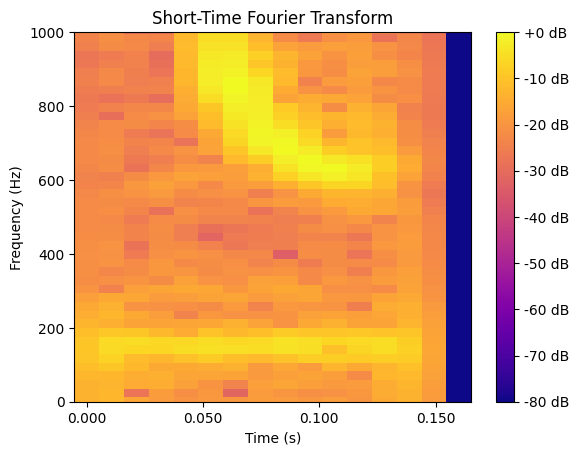 Short-Time Fourier Transform
Frequency (Hz)
1000
800
600
400
200
0
0.000 0.050 0.100 0.150
Time (s)
+0 dB
-10 dB
-20 dB
-30 dB
-40 dB
-50 dB
-60 dB
-70 dB
-80 dB